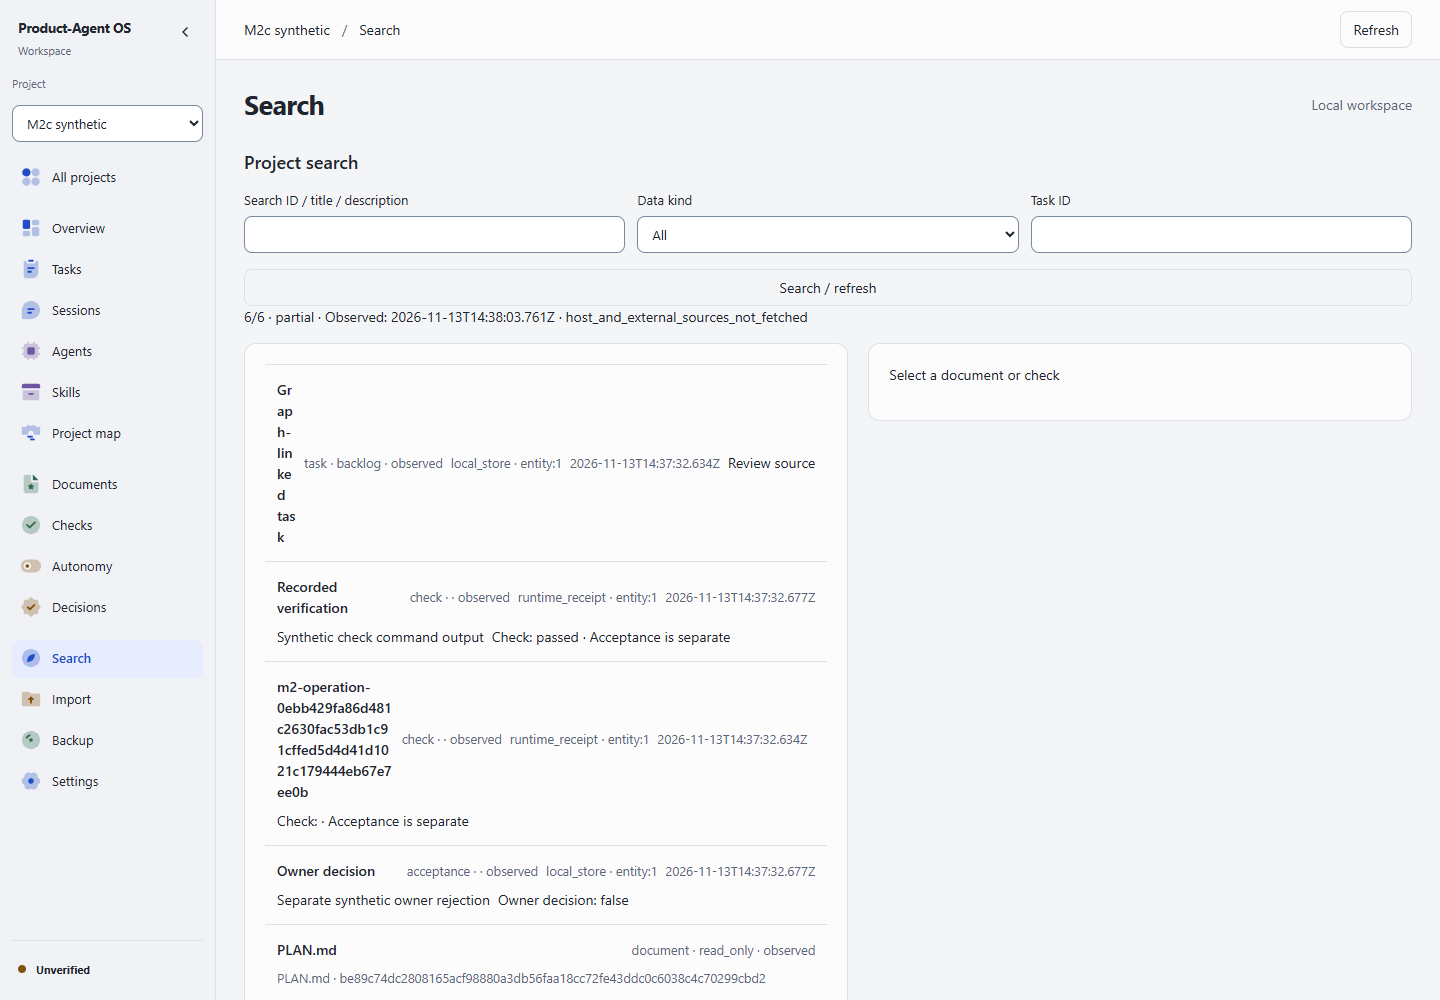 Product-Agent OS
Workspace
Project
M2c synthetic
All projects
Overview
Tasks
Sessions
Agents
Skills
Project map
Documents
Checks
Autonomy
Decisions
Search
Import
Backup
Settings
Unverified
M2c synthetic / Search
Refresh
Search
Local workspace
Project search
Search ID / title / description
Data kind
Task ID
All
Search / refresh
6/6 · partial · Observed: 2026-11-13T14:38:03.761Z · host_and_external_sources_not_fetched
Gr
ap
h-
lin
ke
d
tas
k
task · backlog · observed local_store · entity:1 2026-11-13T14:37:32.634Z Review source
Recorded
verification
check · · observed runtime_receipt · entity:1 2026-11-13T14:37:32.677Z
Synthetic check command output Check: passed · Acceptance is separate
m2-operation-
0ebb429fa86d481
c2630fac53db1c9
1cffed5d4d41d10
21c179444eb67e7
ee0b
check · · observed runtime_receipt · entity:1 2026-11-13T14:37:32.634Z
Check: · Acceptance is separate
Owner decision acceptance · · observed local_store · entity:1 2026-11-13T14:37:32.677Z
Separate synthetic owner rejection Owner decision: false
PLAN.md document · read_only · observed
PLAN.md · be89c74dc2808165acf98880a3db56faa18cc72fe43ddc0c6038c4c70299cbd2
Select a document or check